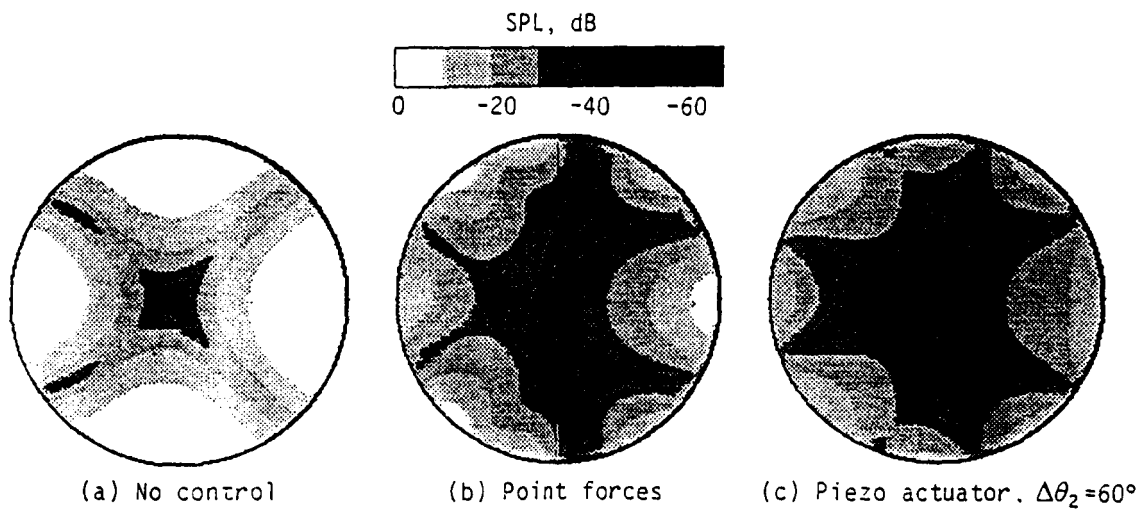 SPL, dB
0 -20 -40 -60
(a) No control
(b) Point forces
(c) Piezo actuator. Δθ₂=60°